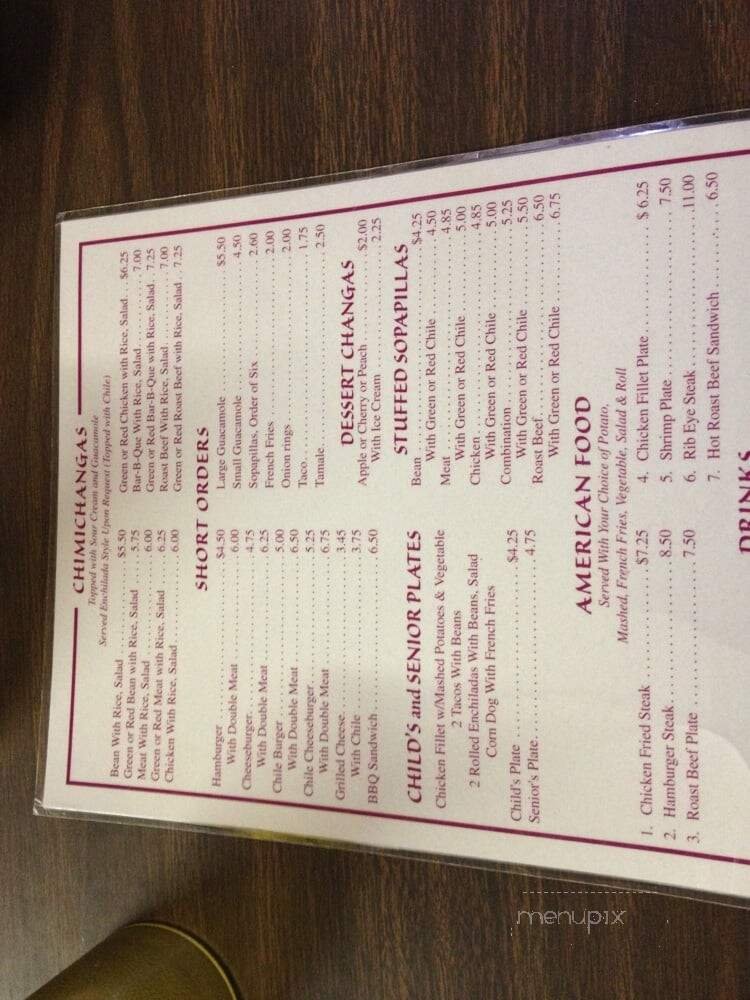 CHIMICHANGAS
Topped with Sour Cream and Guacamole
Served Enchilada Style Upon Request (Topped with Chile)
Bean With Rice, Salad $5.50
Green or Red Bean with Rice, Salad 5.75
Meat With Rice, Salad 6.00
Green or Red Meat with Rice, Salad 6.25
Chicken With Rice, Salad 6.00
Green or Red Chicken with Rice, Salad $6.25
Bar-B-Que With Rice, Salad 7.00
Green or Red Bar-B-Que with Rice, Salad 7.25
Roast Beef With Rice, Salad 7.00
Green or Red Roast Beef with Rice, Salad 7.25
SHORT ORDERS
Hamburger $4.50
With Double Meat 6.00
Cheeseburger 4.75
With Double Meat 6.25
Chile Burger 5.00
With Double Meat 6.50
Chile Cheeseburger 5.25
With Double Meat 6.75
Grilled Cheese 3.45
With Chile 3.75
BBQ Sandwich 6.50
Large Guacamole $5.50
Small Guacamole 4.50
Sopapillas, Order of Six 2.60
French Fries 2.00
Onion rings 2.00
Taco 1.75
Tamale 2.50
DESSERT CHANGAS
Apple or Cherry or Peach $2.00
With Ice Cream 2.25
CHILD'S and SENIOR PLATES
Chicken Fillet w/Mashed Potatoes & Vegetable
2 Tacos With Beans
2 Rolled Enchiladas With Beans, Salad
Corn Dog With French Fries
Child's Plate $4.25
Senior's Plate 4.75
STUFFED SOPAPILLAS
Bean $4.25
With Green or Red Chile 4.50
Meat 4.85
With Green or Red Chile 5.00
Chicken 4.85
With Green or Red Chile 5.00
Combination 5.25
With Green or Red Chile 5.50
Roast Beef 6.50
With Green or Red Chile 6.75
AMERICAN FOOD
Served With Your Choice of Potato,
Mashed, French Fries, Vegetable, Salad & Roll
1. Chicken Fried Steak $7.25
2. Hamburger Steak 8.50
3. Roast Beef Plate 7.50
4. Chicken Fillet Plate $6.25
5. Shrimp Plate 7.50
6. Rib Eye Steak 11.00
7. Hot Roast Beef Sandwich 6.50
DRINKS
menupix